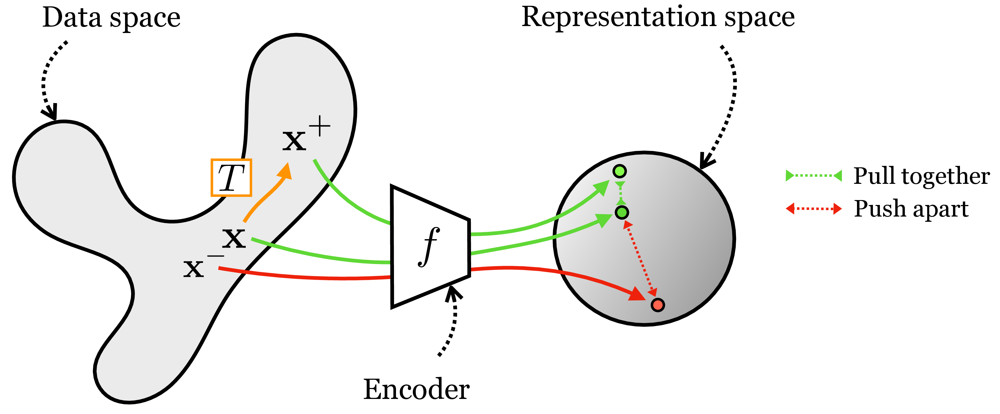 Data space
Representation space
x⁺
T
x
x⁻
f
Pull together
Push apart
Encoder